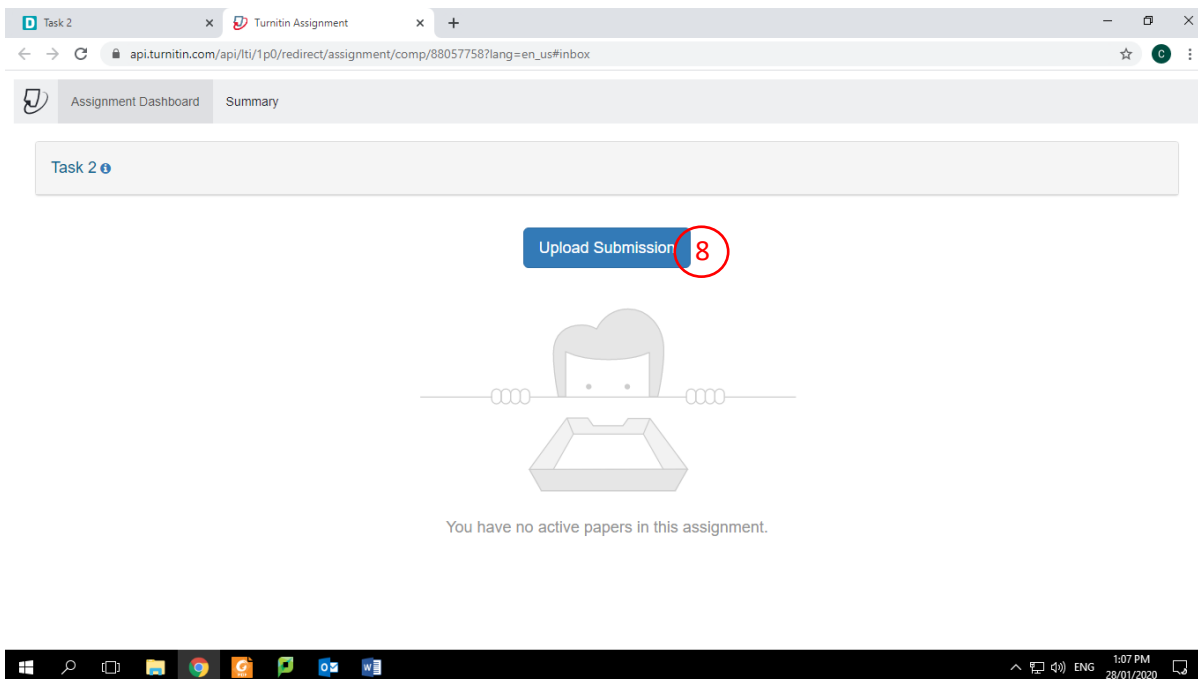 Task 2
Turnitin Assignment
api.turnitin.com/api/lti/1p0/redirect/assignment/comp/88057758?lang=en_us#inbox
C
Assignment Dashboard Summary
Task 2
Upload Submission 8
You have no active papers in this assignment.
ENG 1:07 PM
28/01/2020